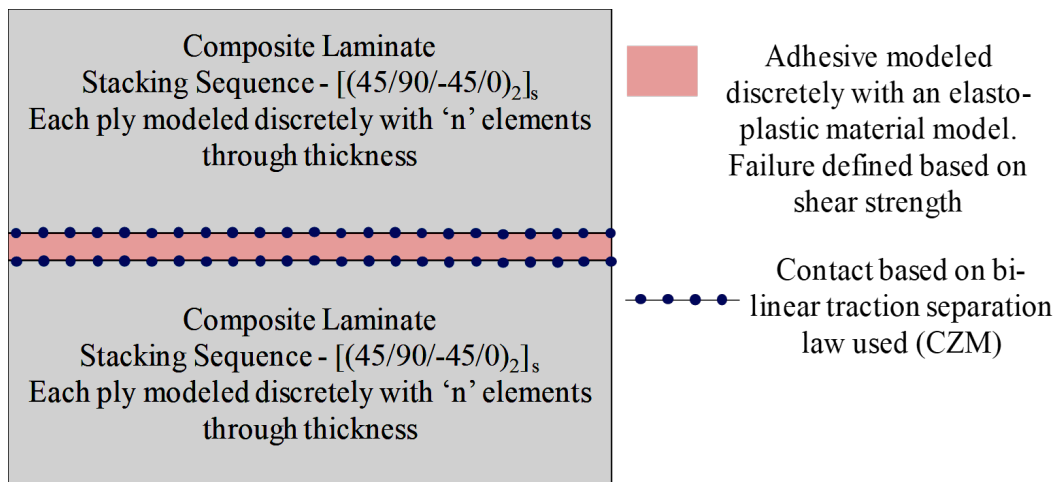 Composite Laminate
Stacking Sequence - [(45/90/-45/0)₂]ₛ
Each ply modeled discretely with ‘n’ elements
through thickness
Composite Laminate
Stacking Sequence - [(45/90/-45/0)₂]ₛ
Each ply modeled discretely with ‘n’ elements
through thickness
Adhesive modeled
discretely with an elasto-
plastic material model.
Failure defined based on
shear strength
Contact based on bi-
linear traction separation
law used (CZM)